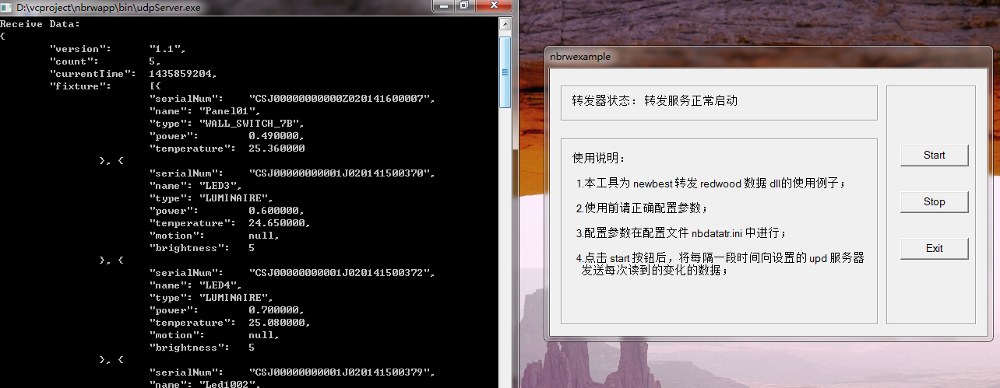 D:\vcproject\nbrwapp\bin\udpServer.exe
Receive Data:
{
"version": "1.1",
"count": 5,
"currentTime": 1435859204,
"fixture": [{
"serialNum": "CSJ00000000000Z020141600007",
"name": "Panel01",
"type": "WALL_SWITCH_7B",
"power": 0.490000,
"temperature": 25.360000
}, {
"serialNum": "CSJ00000000001J020141500370",
"name": "LED3",
"type": "LUMINAIRE",
"power": 0.600000,
"temperature": 24.650000,
"motion": null,
"brightness": 5
}, {
"serialNum": "CSJ00000000001J020141500372",
"name": "LED4",
"type": "LUMINAIRE",
"power": 0.700000,
"temperature": 25.080000,
"motion": null,
"brightness": 5
}, {
"serialNum": "CSJ00000000001J020141500379",
"name": "Led1002",
nbrwexample
转发器状态：转发服务正常启动
使用说明：
1.本工具为 newbest 转发 redwood 数据 dll的使用例子；
2.使用前请正确配置参数；
3.配置参数在配置文件 nbdatatr.ini 中进行；
4.点击 start 按钮后，将每隔一段时间向设置的 upd 服务器
发送每次读到的变化的数据；
Start
Stop
Exit